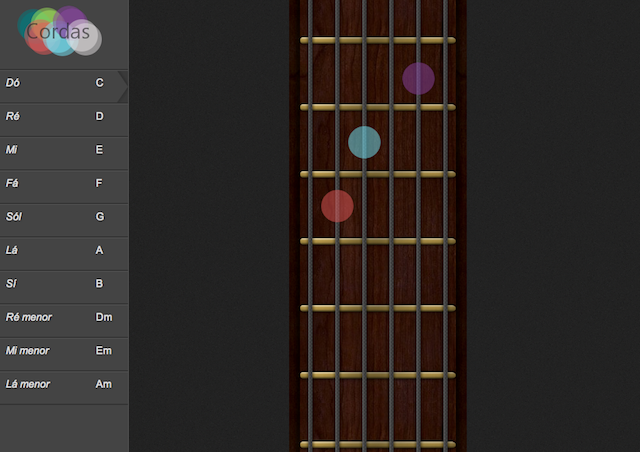 Cordas
Dó C
Ré D
Mi E
Fá F
Sól G
Lá A
Sí B
Ré menor Dm
Mi menor Em
Lá menor Am